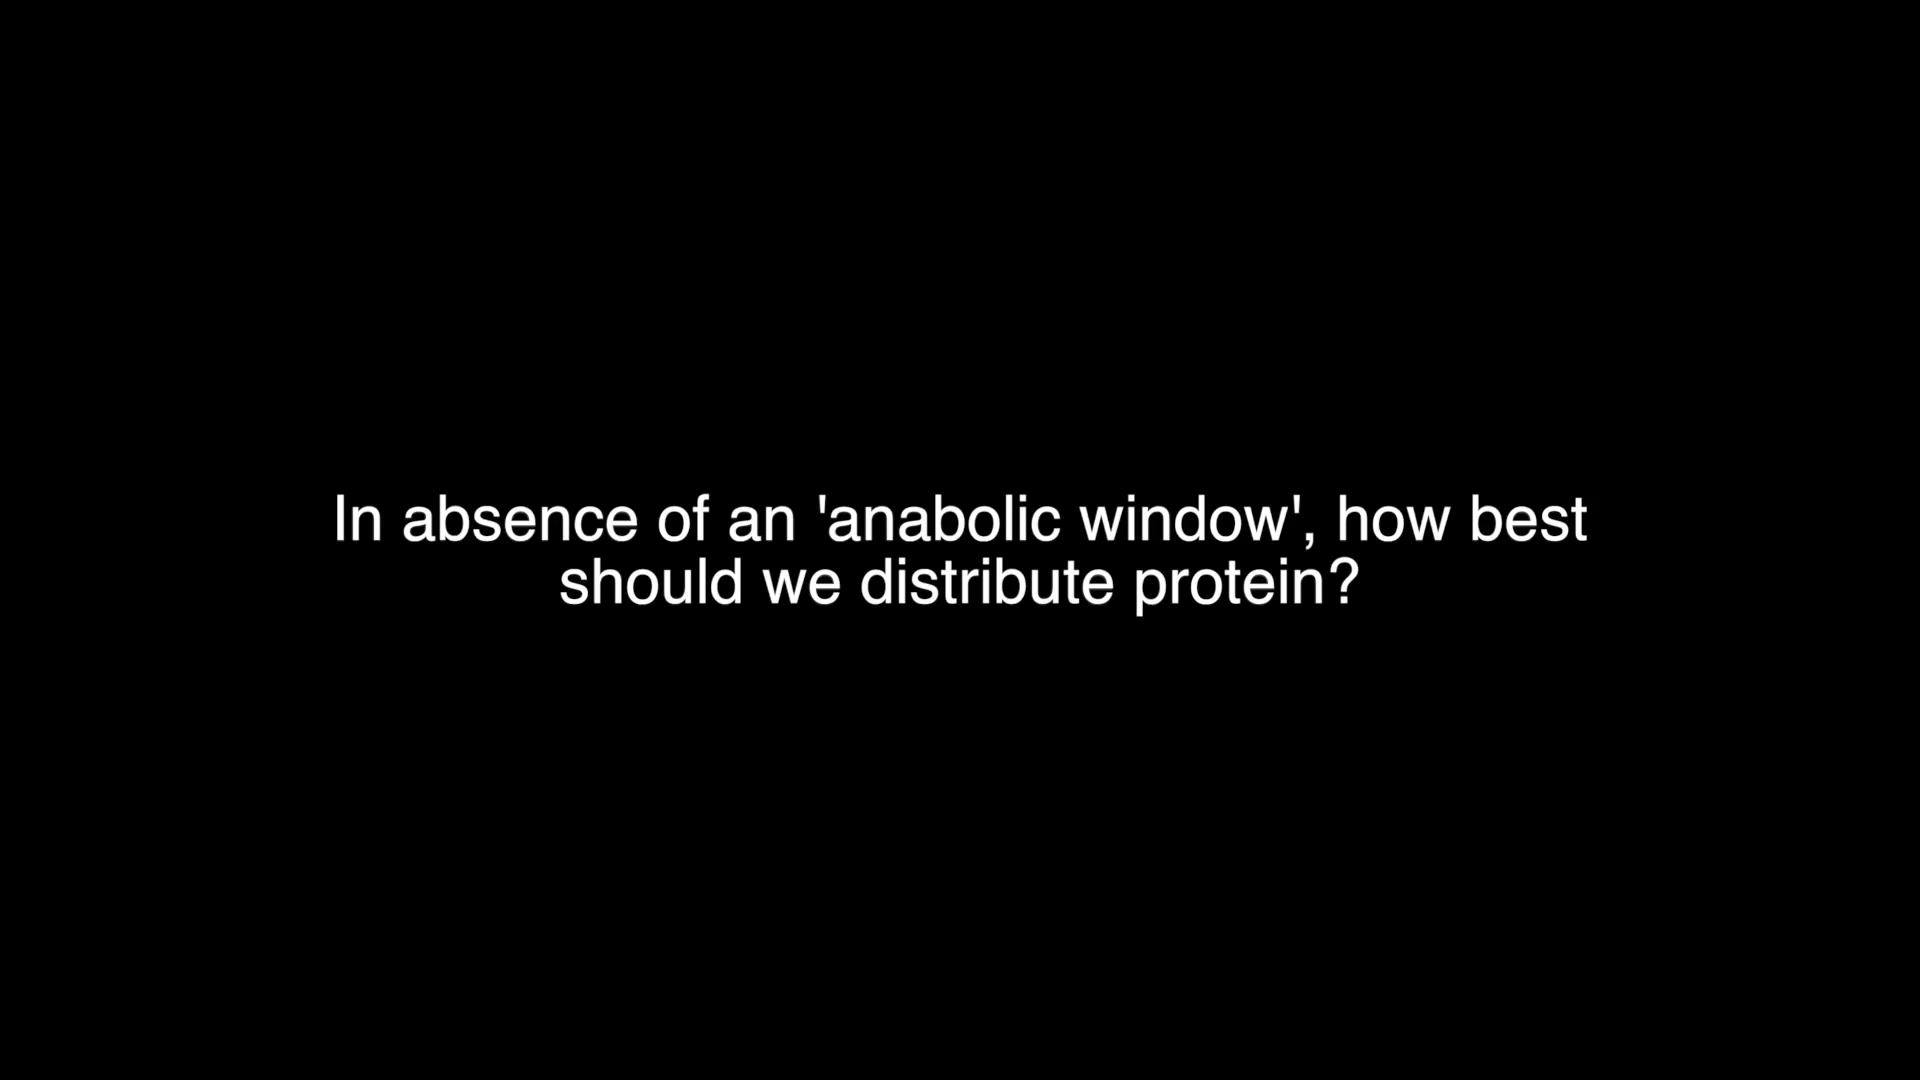 In absence of an 'anabolic window', how best
should we distribute protein?